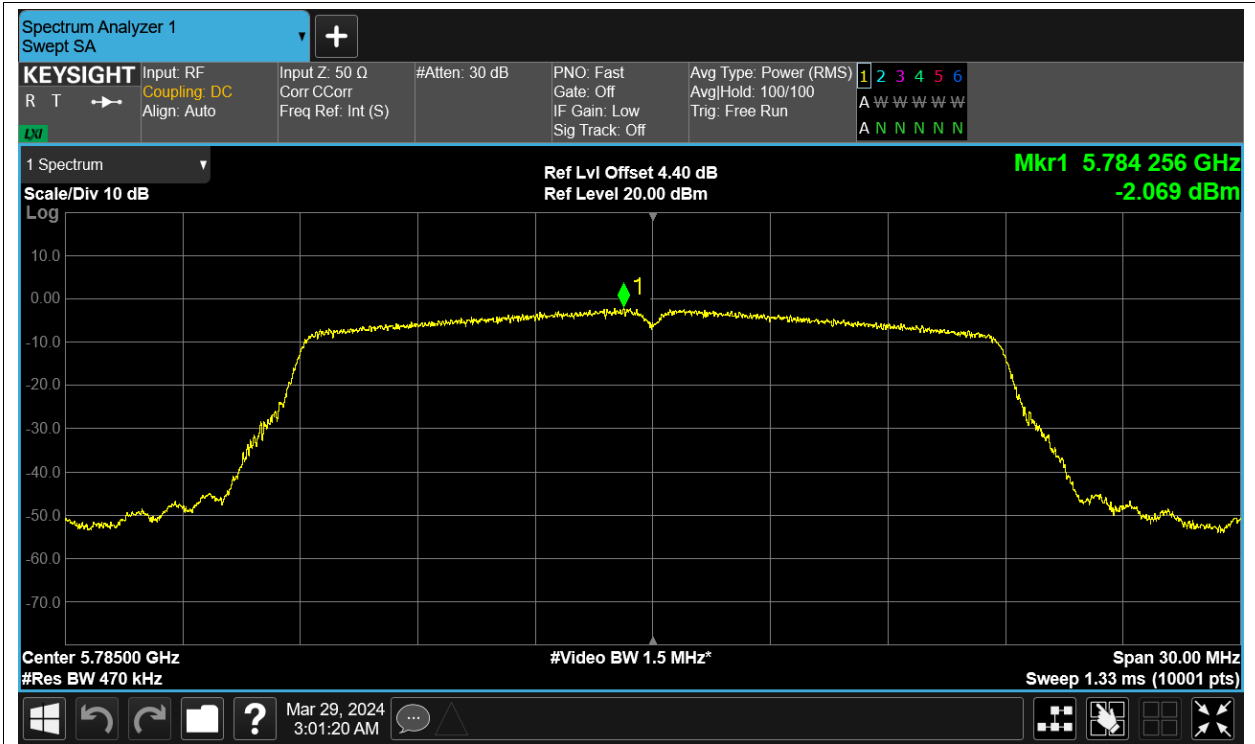 Spectrum Analyzer 1
Swept SA
KEYSIGHT
R T
LXI
Input: RF
Coupling: DC
Align: Auto
Input Z: 50 Ω
Corr CCorr
Freq Ref: Int (S)
#Atten: 30 dB
PNO: Fast
Gate: Off
IF Gain: Low
Sig Track: Off
Avg Type: Power (RMS)
Avg|Hold: 100/100
Trig: Free Run
1 2 3 4 5 6
A W W W W W
A N N N N N
1 Spectrum
Scale/Div 10 dB
Log
Ref Lvl Offset 4.40 dB
Ref Level 20.00 dBm
Mkr1 5.784 256 GHz
-2.069 dBm
10.0
0.00
-10.0
-20.0
-30.0
-40.0
-50.0
-60.0
-70.0
1
Center 5.78500 GHz
#Res BW 470 kHz
#Video BW 1.5 MHz*
Span 30.00 MHz
Sweep 1.33 ms (10001 pts)
?
Mar 29, 2024
3:01:20 AM